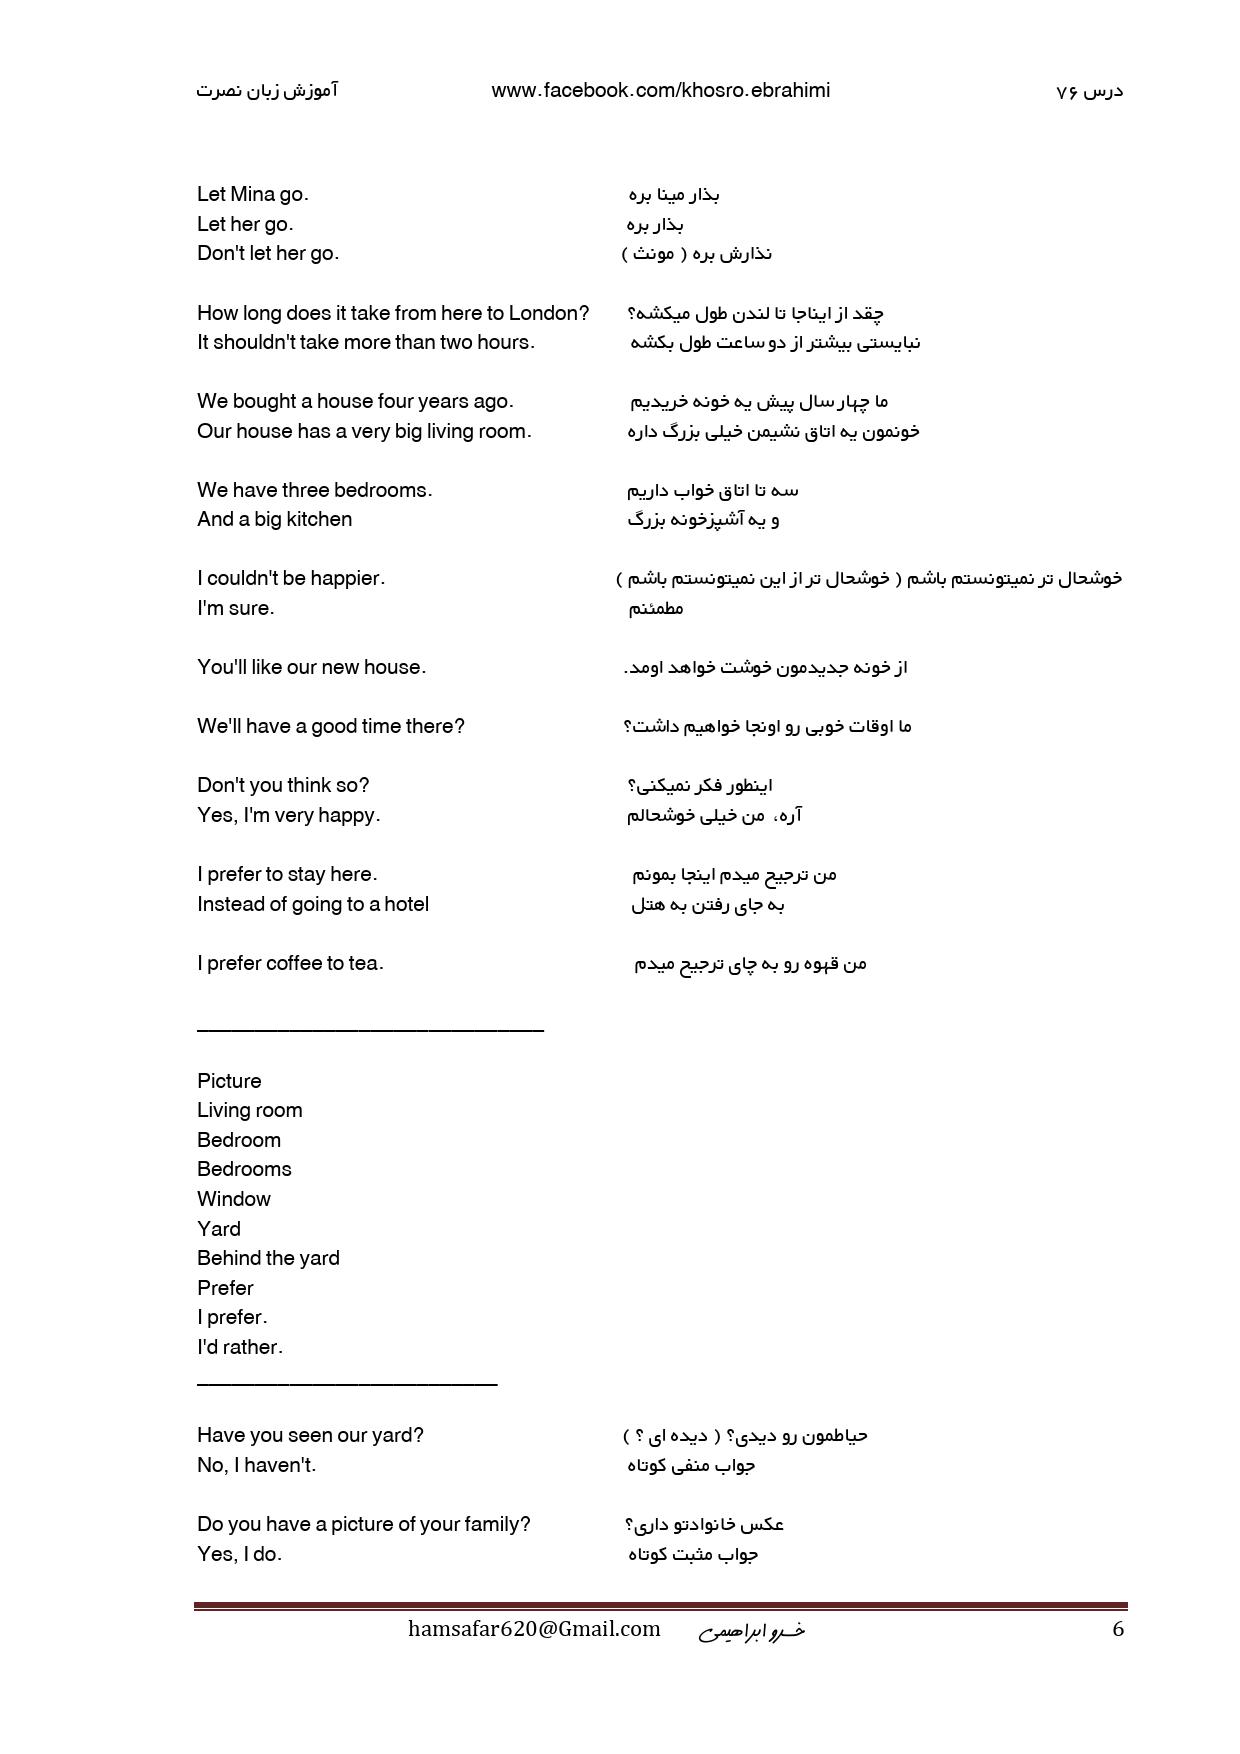 آموزش زبان نصرت www.facebook.com/khosro.ebrahimi درس ۷۶
Let Mina go. بذار مینا بره
Let her go. بذار بره
Don't let her go. نذارش بره ( مونث )
How long does it take from here to London? چقد از ایناجا تا لندن طول میکشه؟
It shouldn't take more than two hours. نبایستی بیشتر از دو ساعت طول بکشه
We bought a house four years ago. ما چهار سال پیش یه خونه خریدیم
Our house has a very big living room. خونمون یه اتاق نشیمن خیلی بزرگ داره
We have three bedrooms. سه تا اتاق خواب داریم
And a big kitchen و یه آشپزخونه بزرگ
I couldn't be happier. خوشحال تر نمیتونستم باشم ( خوشحال تر از این نمیتونستم باشم )
I'm sure. مطمئنم
You'll like our new house. از خونه جدیدمون خوشت خواهد اومد.
We'll have a good time there? ما اوقات خوبی رو اونجا خواهیم داشت؟
Don't you think so? اینطور فکر نمیکنی؟
Yes, I'm very happy. آره، من خیلی خوشحالم
I prefer to stay here. من ترجیح میدم اینجا بمونم
Instead of going to a hotel به جای رفتن به هتل
I prefer coffee to tea. من قهوه رو به چای ترجیح میدم
______________________________
Picture
Living room
Bedroom
Bedrooms
Window
Yard
Behind the yard
Prefer
I prefer.
I'd rather.
__________________________
Have you seen our yard? حیاطمون رو دیدی؟ ( دیده ای ؟ )
No, I haven't. جواب منفی کوتاه
Do you have a picture of your family? عکس خانوادتو داری؟
Yes, I do. جواب مثبت کوتاه
hamsafar620@Gmail.com خسرو ابراهیمی 6